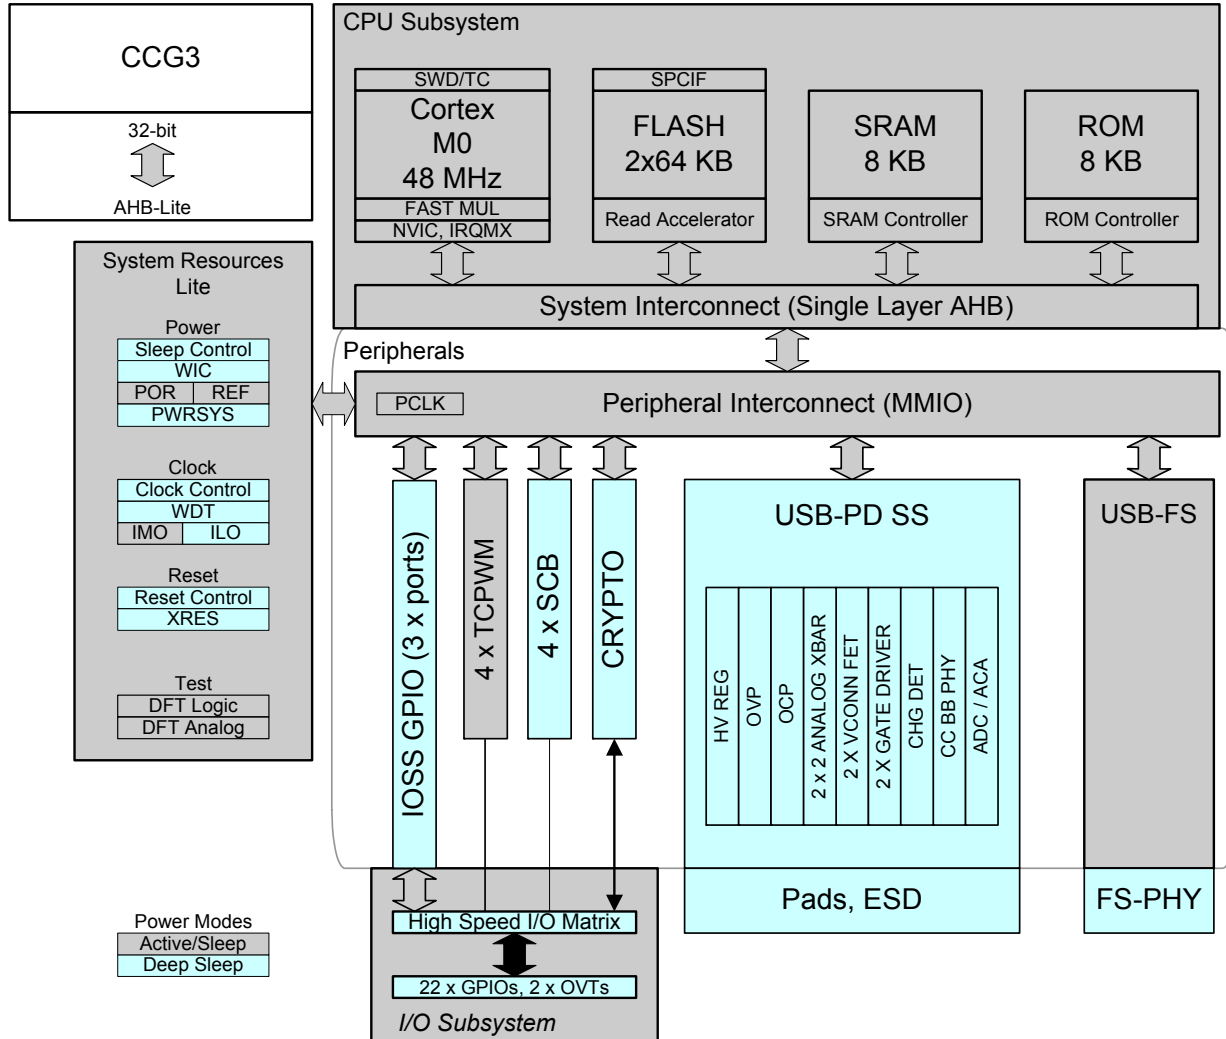 CCG3
32-bit
AHB-Lite
CPU Subsystem
SWD/TC
Cortex
M0
48 MHz
FAST MUL
NVIC, IRQMX
SPCIF
FLASH
2x64 KB
Read Accelerator
SRAM
8 KB
SRAM Controller
ROM
8 KB
ROM Controller
System Interconnect (Single Layer AHB)
System Resources
Lite
Power
Sleep Control
WIC
POR
REF
PWRSYS
Clock
Clock Control
WDT
IMO
ILO
Reset
Reset Control
XRES
Test
DFT Logic
DFT Analog
Peripherals
PCLK
Peripheral Interconnect (MMIO)
IOSS GPIO (3 x ports)
4 x TCPWM
4 x SCB
CRYPTO
USB-PD SS
HV REG
OVP
OCP
2 x 2 ANALOG XBAR
2 X VCONN FET
2 X GATE DRIVER
CHG DET
CC BB PHY
ADC / ACA
Pads, ESD
USB-FS
FS-PHY
High Speed I/O Matrix
22 x GPIOs, 2 x OVTs
I/O Subsystem
Power Modes
Active/Sleep
Deep Sleep